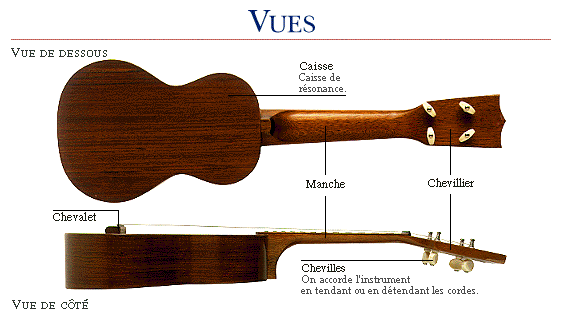 VUES
VUE DE DESSOUS
Caisse
Caisse de
résonance.
Manche
Chevillier
Chevalet
Chevilles
On accorde l'instrument
en tendant ou en détendant les cordes.
VUE DE CÔTÉ